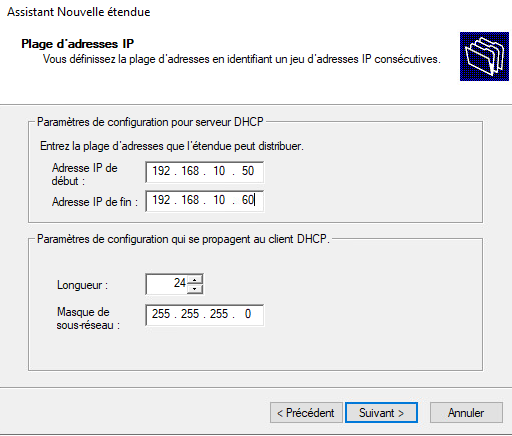 Assistant Nouvelle étendue
Plage d'adresses IP
Vous définissez la plage d'adresses en identifiant un jeu d'adresses IP consécutives.
Paramètres de configuration pour serveur DHCP
Entrez la plage d'adresses que l'étendue peut distribuer.
Adresse IP de
début :
192 . 168 . 10 . 50
Adresse IP de fin :
192 . 168 . 10 . 60
Paramètres de configuration qui se propagent au client DHCP.
Longueur :
24
Masque de
sous-réseau :
255 . 255 . 255 . 0
< Précédent
Suivant >
Annuler